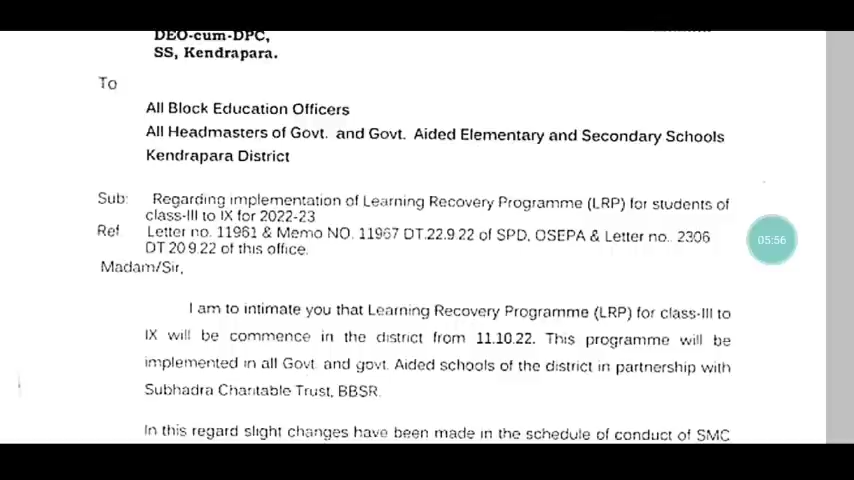 DEO-cum-DPC,
SS, Kendrapara.
To
All Block Education Officers
All Headmasters of Govt. and Govt. Aided Elementary and Secondary Schools
Kendrapara District
Sub: Regarding implementation of Learning Recovery Programme (LRP) for students of
class-III to IX for 2022-23
Ref Letter no. 11961 & Memo NO. 11967 DT.22.9.22 of SPD, OSEPA & Letter no.. 2306
DT 20.9.22 of this office.
05:56
Madam/Sir,
I am to intimate you that Learning Recovery Programme (LRP) for class-III to
IX will be commence in the district from 11.10.22. This programme will be
implemented in all Govt. and govt. Aided schools of the district in partnership with
Subhadra Charitable Trust, BBSR.
In this regard slight changes have been made in the schedule of conduct of SMC